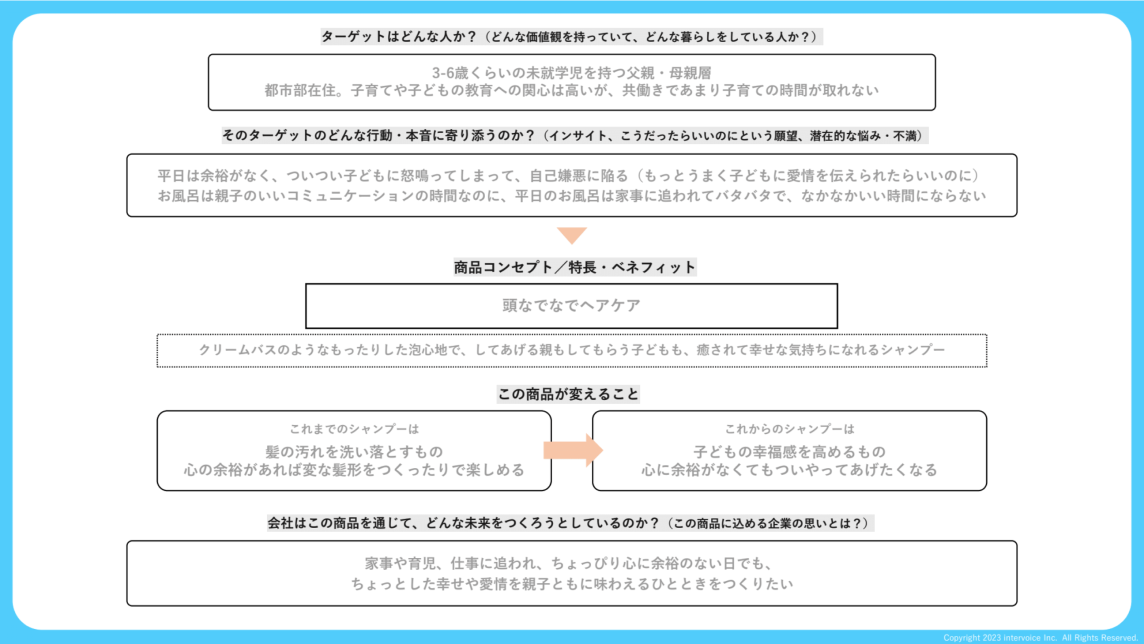 ターゲットはどんな人か？（どんな価値観を持っていて、どんな暮らしをしている人か？）
3-6歳くらいの未就学児を持つ父親・母親層
都市部在住。子育てや子どもの教育への関心は高いが、共働きであまり子育ての時間が取れない
そのターゲットのどんな行動・本音に寄り添うのか？（インサイト、こうだったらいいのにという願望、潜在的な悩み・不満）
平日は余裕がなく、ついつい子どもに怒鳴ってしまって、自己嫌悪に陥る（もっとうまく子どもに愛情を伝えられたらいいのに）
お風呂は親子のいいコミュニケーションの時間なのに、平日のお風呂は家事に追われてバタバタで、なかなかいい時間にならない
商品コンセプト／特長・ベネフィット
頭なでなでヘアケア
クリームバスのようなもったりした泡心地で、してあげる親もしてもらう子どもも、癒されて幸せな気持ちになれるシャンプー
この商品が変えること
これまでのシャンプーは
髪の汚れを洗い落とすもの
心の余裕があれば変な髪形をつくったりで楽しめる
これからのシャンプーは
子どもの幸福感を高めるもの
心に余裕がなくてもついやってあげたくなる
会社はこの商品を通じて、どんな未来をつくろうとしているのか？（この商品に込める企業の思いとは？）
家事や育児、仕事に追われ、ちょっぴり心に余裕のない日でも、
ちょっとした幸せや愛情を親子ともに味わえるひとときをつくりたい
Copyright 2023 intervoice Inc. All Rights Reserved.